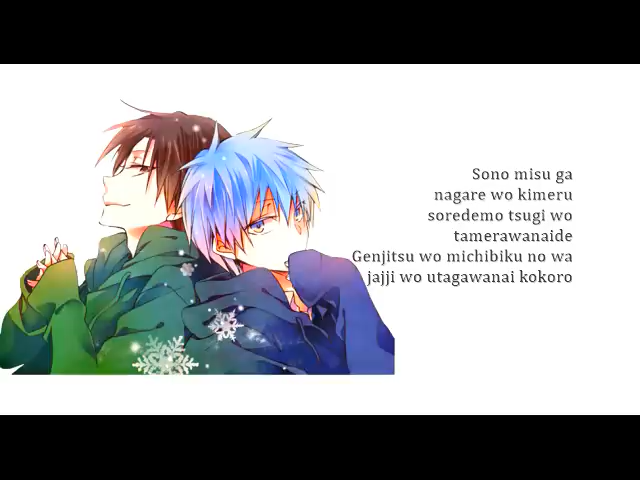 Sono misu ga
nagare wo kimeru
soredemo tsugi wo
tamerawanaide
Genjitsu wo michibiku no wa
jajji wo utagawanai kokoro